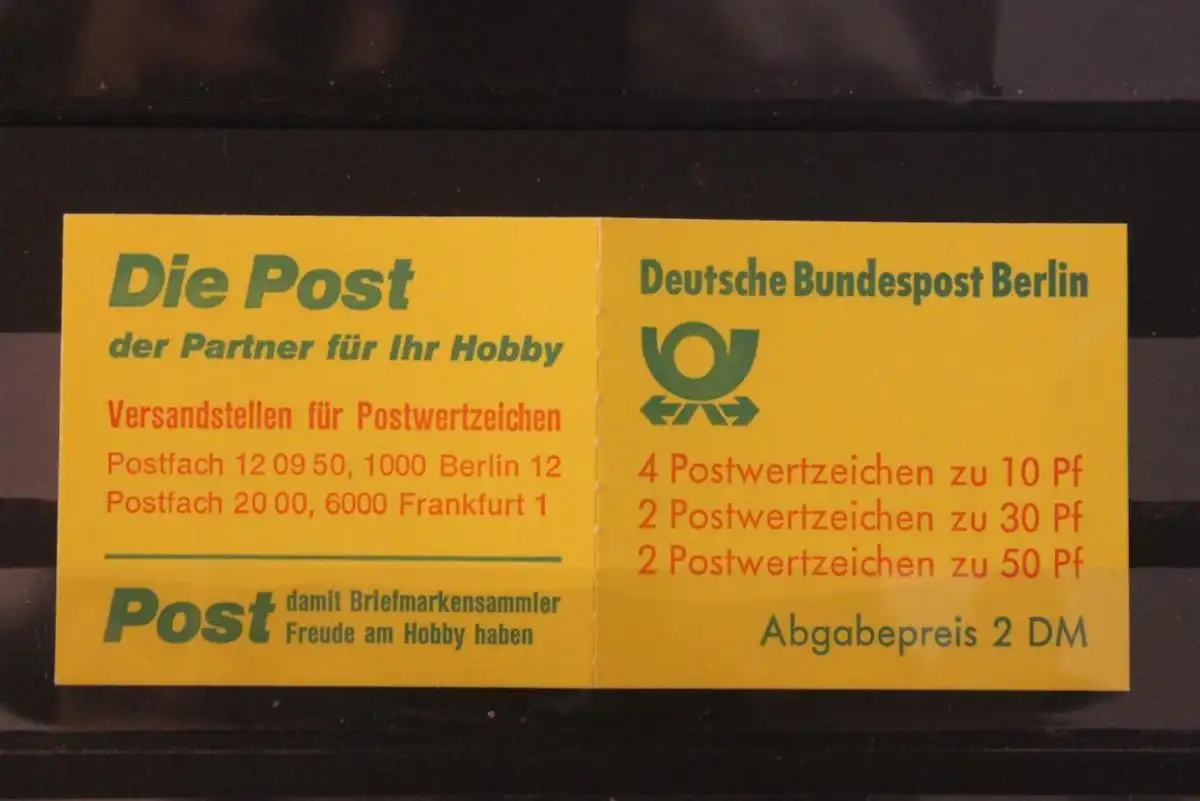 Die Post
der Partner für Ihr Hobby
Versandstellen für Postwertzeichen
Postfach 12 09 50, 1000 Berlin 12
Postfach 20 00, 6000 Frankfurt 1
Post damit Briefmarkensammler
Freude am Hobby haben
Deutsche Bundespost Berlin
4 Postwertzeichen zu 10 Pf
2 Postwertzeichen zu 30 Pf
2 Postwertzeichen zu 50 Pf
Abgabepreis 2 DM